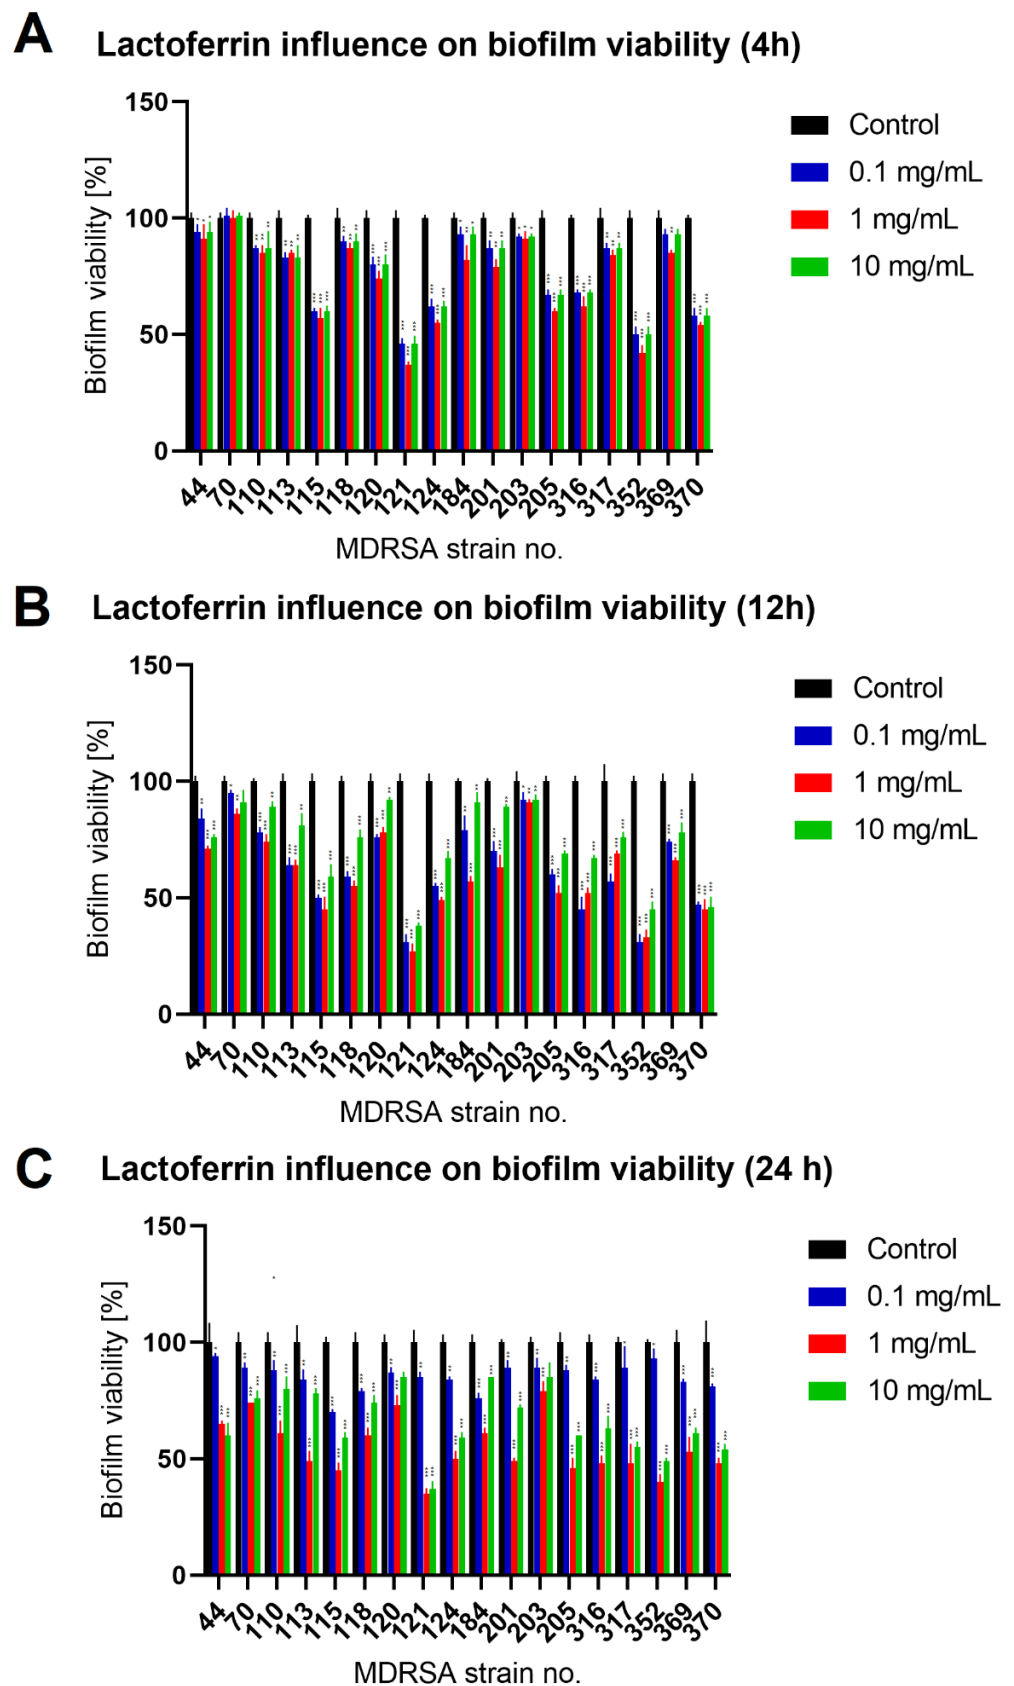 A
Lactoferrin influence on biofilm viability (4h)
150
100
50
0
Biofilm viability [%]
Control
0.1 mg/mL
1 mg/mL
10 mg/mL
44 70 110 113 115 118 120 121 124 184 201 203 205 316 317 352 369 370
MDRSA strain no.
B
Lactoferrin influence on biofilm viability (12h)
150
100
50
0
Biofilm viability [%]
Control
0.1 mg/mL
1 mg/mL
10 mg/mL
44 70 110 113 115 118 120 121 124 184 201 203 205 316 317 352 369 370
MDRSA strain no.
C
Lactoferrin influence on biofilm viability (24 h)
150
100
50
0
Biofilm viability [%]
Control
0.1 mg/mL
1 mg/mL
10 mg/mL
44 70 110 113 115 118 120 121 124 184 201 203 205 316 317 352 369 370
MDRSA strain no.